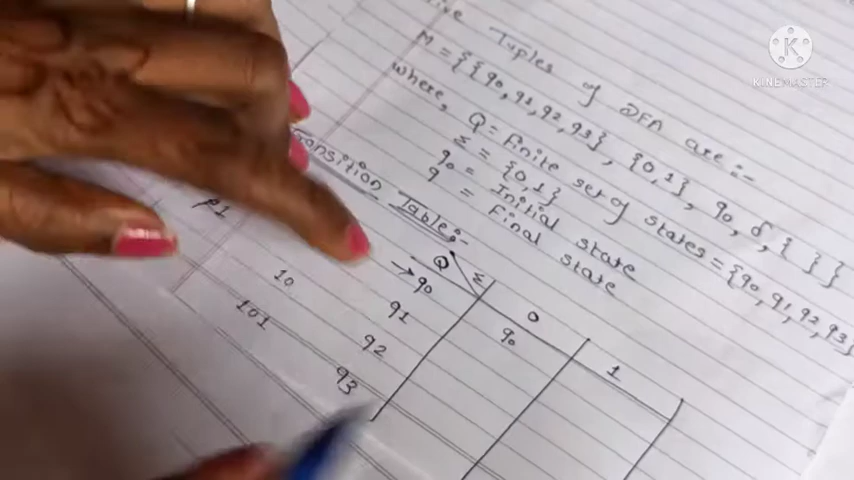 Tuples of DFA are:-
M = {{q0, q1, q2, q3}, {0,1}, q0, δ, { } }
where, Q = Finite set of states = {q0, q1, q2, q3}
Σ = {0,1}
q0 = Initial state
q = Final state
Transition Table:-
Q Σ 0 1
→ q0 q0
10 q1
101 q2
q3
KINEMASTER